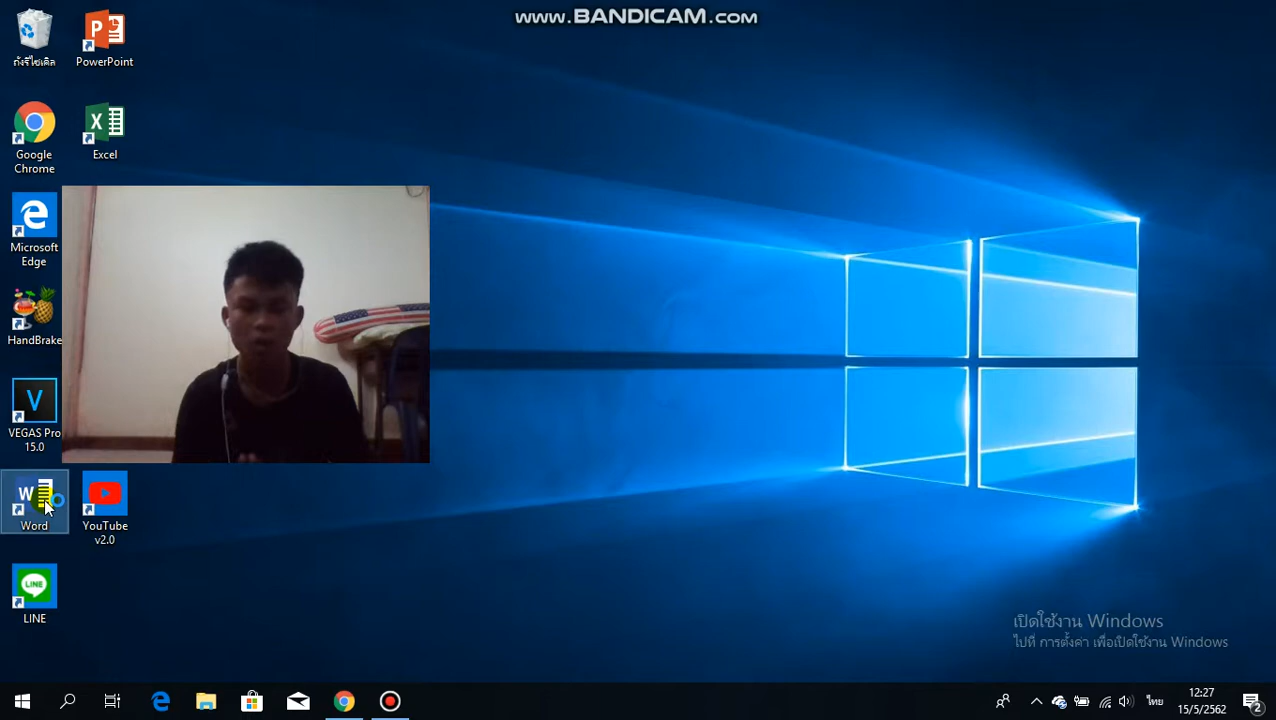 www.BANDICAM.com
ถังรีไซเคิล
PowerPoint
Google
Chrome
Excel
Microsoft
Edge
HandBrake
VEGAS Pro
15.0
Word
YouTube
v2.0
LINE
LINE
เปิดใช้งาน Windows
ไปที่ การตั้งค่า เพื่อเปิดใช้งาน Windows
ไทย
12:27
15/5/2562
2